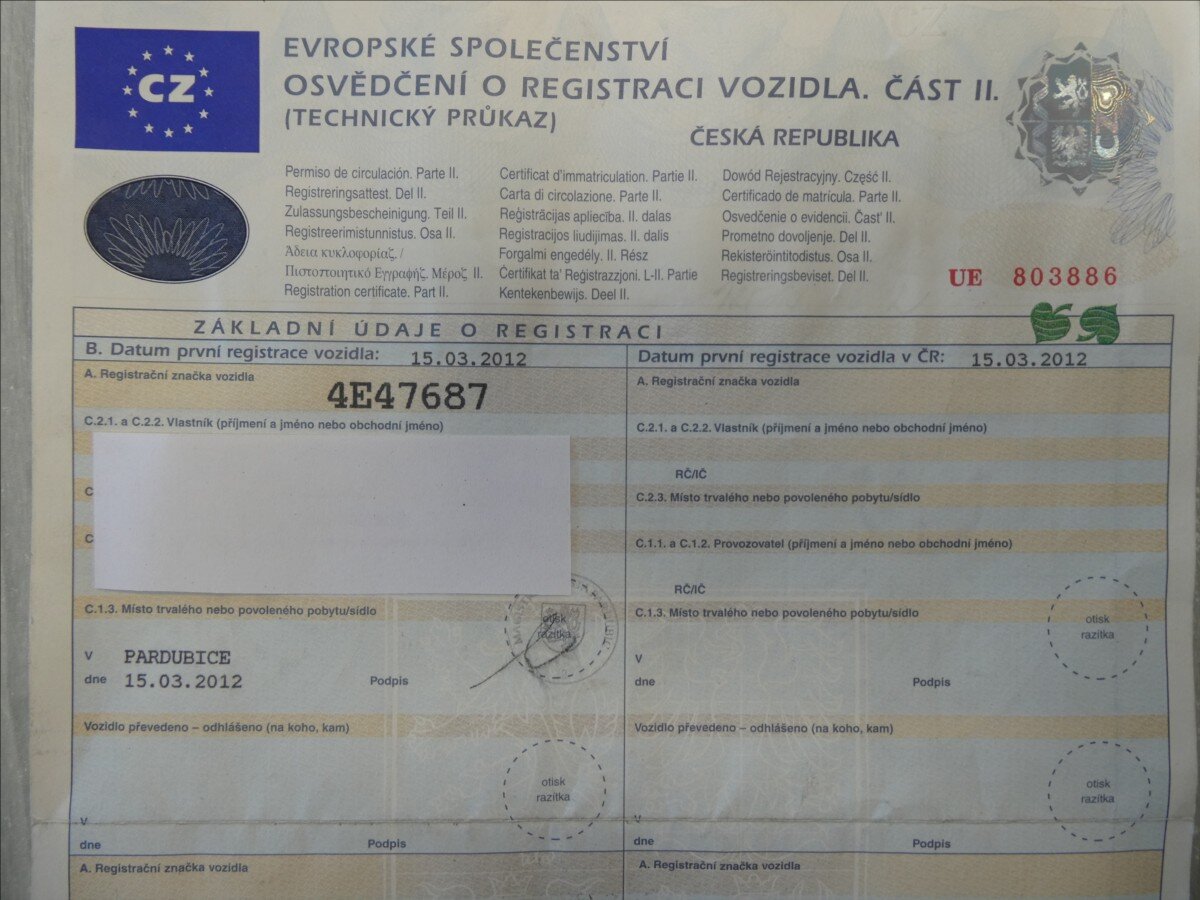 CZ
EVROPSKÉ SPOLEČENSTVÍ
OSVĚDČENÍ O REGISTRACI VOZIDLA. ČÁST II.
(TECHNICKÝ PRŮKAZ)
ČESKÁ REPUBLIKA
Permiso de circulación. Parte II.
Registreringsattest. Del II.
Zulassungsbescheinigung. Teil II.
Registreerimistunnistus. Osa II.
Άδεια κυκλοφορίαζ. /
Πιστοποιητικό Εγγραφήζ. Μέροζ II.
Registration certificate. Part II.
Certificat d'immatriculation. Partie II.
Carta di circolazione. Parte II.
Reģistrācijas apliecība. II. dalas
Registracijos liudijimas. II. dalis
Forgalmi engedély. II. Rész
Ċertifikat ta' Reġistrazzjoni. L-II. Partie
Kentekenbewijs. Deel II.
Dowód Rejestracyjny. Część II.
Certificado de matrícula. Parte II.
Osvedčenie o evidencii. Časť II.
Prometno dovoljenje. Del II.
Rekisteröintitodistus. Osa II.
Registreringsbeviset. Del II.
UE 803886
ZÁKLADNÍ ÚDAJE O REGISTRACI
B. Datum první registrace vozidla: 15.03.2012
A. Registrační značka vozidla
4E47687
C.2.1. a C.2.2. Vlastník (příjmení a jméno nebo obchodní jméno)
C
C
C.1.3. Místo trvalého nebo povoleného pobytu/sídlo
otisk
razítka
V PARDUBICE
dne 15.03.2012 Podpis
Vozidlo převedeno – odhlášeno (na koho, kam)
otisk
razítka
V
dne Podpis
A. Registrační značka vozidla
Datum první registrace vozidla v ČR: 15.03.2012
A. Registrační značka vozidla
C.2.1. a C.2.2. Vlastník (příjmení a jméno nebo obchodní jméno)
RČ/IČ
C.2.3. Místo trvalého nebo povoleného pobytu/sídlo
C.1.1. a C.1.2. Provozovatel (příjmení a jméno nebo obchodní jméno)
RČ/IČ
C.1.3. Místo trvalého nebo povoleného pobytu/sídlo
otisk
razítka
V
dne Podpis
Vozidlo převedeno – odhlášeno (na koho, kam)
otisk
razítka
V
dne Podpis
A. Registrační značka vozidla